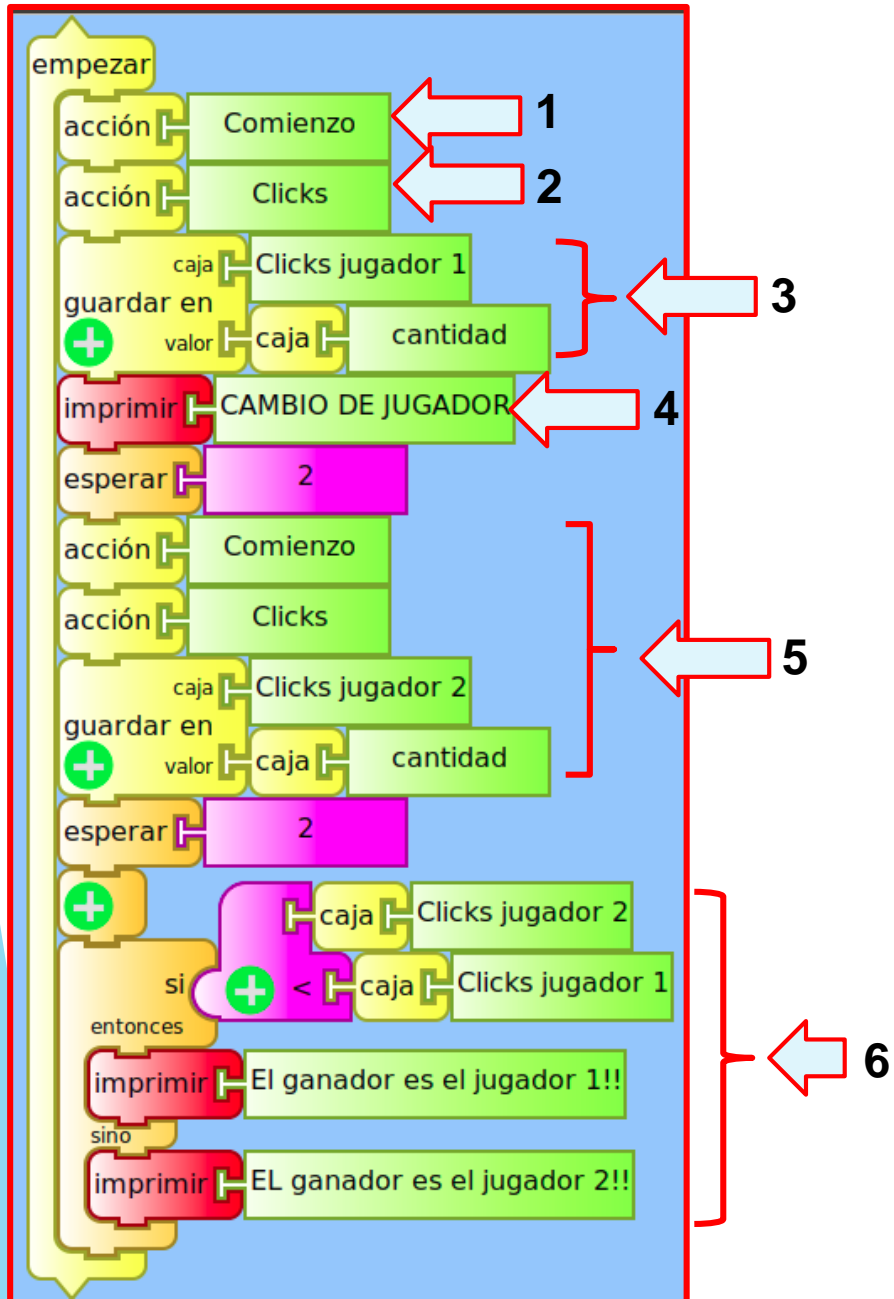 empezar
acción Comienzo 1
acción Clicks 2
caja Clicks jugador 1
guardar en 3
valor caja cantidad
imprimir CAMBIO DE JUGADOR 4
esperar 2
acción Comienzo
acción Clicks
5
caja Clicks jugador 2
guardar en
valor caja cantidad
esperar 2
caja Clicks jugador 2
si < caja Clicks jugador 1
entonces
6
imprimir El ganador es el jugador 1!!
sino
imprimir EL ganador es el jugador 2!!